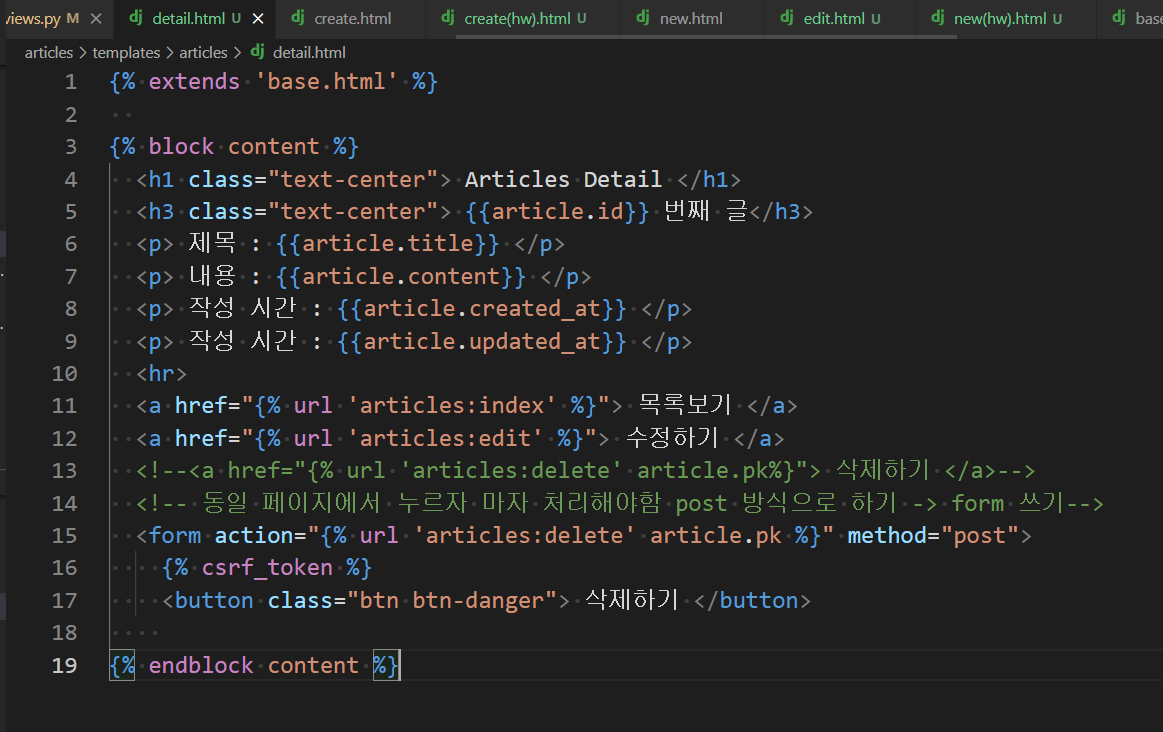 views.py M × dj detail.html U × dj create.html dj create(hw).html U dj new.html dj edit.html U dj new(hw).html U dj
articles > templates > articles > dj detail.html
1 {% extends 'base.html' %}
2
3 {% block content %}
4 <h1 class="text-center"> Articles Detail </h1>
5 <h3 class="text-center"> {{article.id}} 번째 글</h3>
6 <p> 제목 : {{article.title}} </p>
7 <p> 내용 : {{article.content}} </p>
8 <p> 작성 시간 : {{article.created_at}} </p>
9 <p> 작성 시간 : {{article.updated_at}} </p>
10 <hr>
11 <a href="{% url 'articles:index' %}"> 목록보기 </a>
12 <a href="{% url 'articles:edit' %}"> 수정하기 </a>
13 <!--<a href="{% url 'articles:delete' article.pk%}"> 삭제하기 </a>-->
14 <!-- 동일 페이지에서 누르자 마자 처리해야함 post 방식으로 하기 -> form 쓰기-->
15 <form action="{% url 'articles:delete' article.pk %}" method="post">
16 {% csrf_token %}
17 <button class="btn btn-danger"> 삭제하기 </button>
18
19 {% endblock content %}